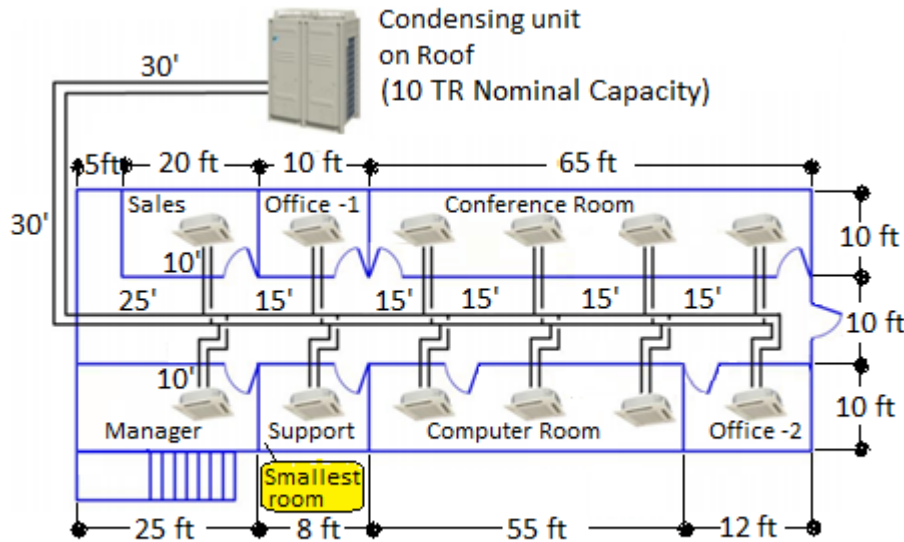 Condensing unit
on Roof
(10 TR Nominal Capacity)
30'
5ft
20 ft
10 ft
65 ft
Sales
Office -1
Conference Room
30'
10 ft
10'
25'
15'
15'
15'
15'
15'
10 ft
10'
10 ft
Manager
Support
Computer Room
Office -2
Smallest
room
25 ft
8 ft
55 ft
12 ft